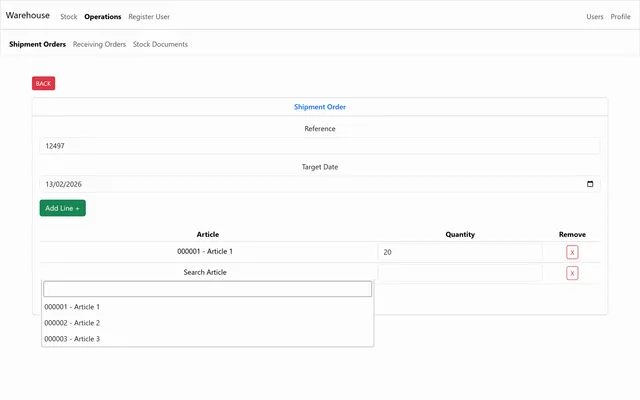 Warehouse Stock Operations Register User Users Profile
Shipment Orders Receiving Orders Stock Documents
BACK
Shipment Order
Reference
12497
Target Date
13/02/2026
Add Line +
Article Quantity Remove
000001 - Article 1 20 X
Search Article X
000001 - Article 1
000002 - Article 2
000003 - Article 3